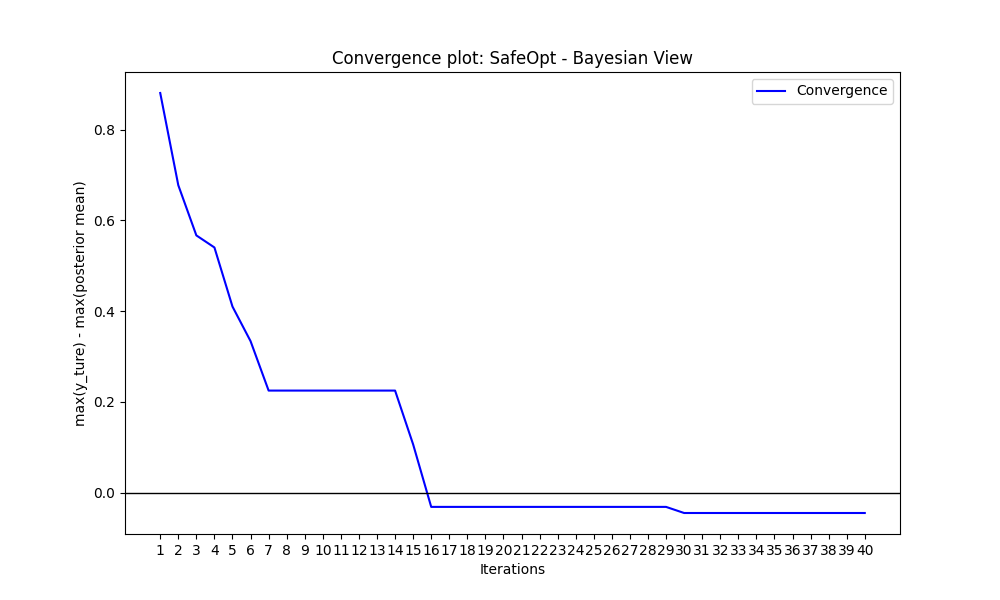 Convergence plot: SafeOpt - Bayesian View
Convergence
max(y_ture) - max(posterior mean)
0.8
0.6
0.4
0.2
0.0
1 2 3 4 5 6 7 8 9 10 11 12 13 14 15 16 17 18 19 20 21 22 23 24 25 26 27 28 29 30 31 32 33 34 35 36 37 38 39 40
Iterations